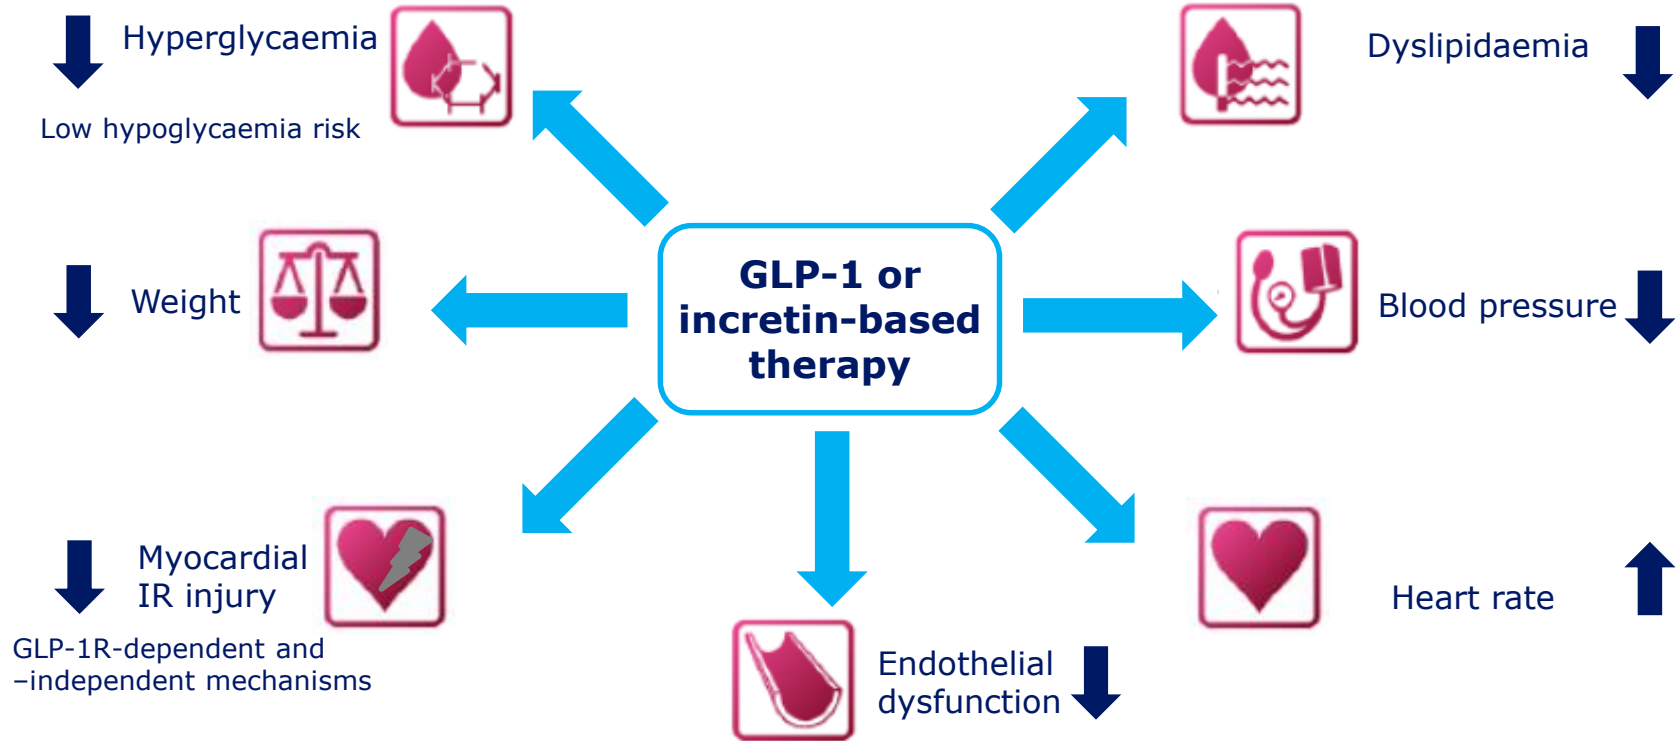 Hyperglycaemia
Low hypoglycaemia risk
Dyslipidaemia
GLP-1 or
incretin-based
therapy
Weight
Blood pressure
Myocardial
IR injury
GLP-1R-dependent and
–independent mechanisms
Heart rate
Endothelial
dysfunction